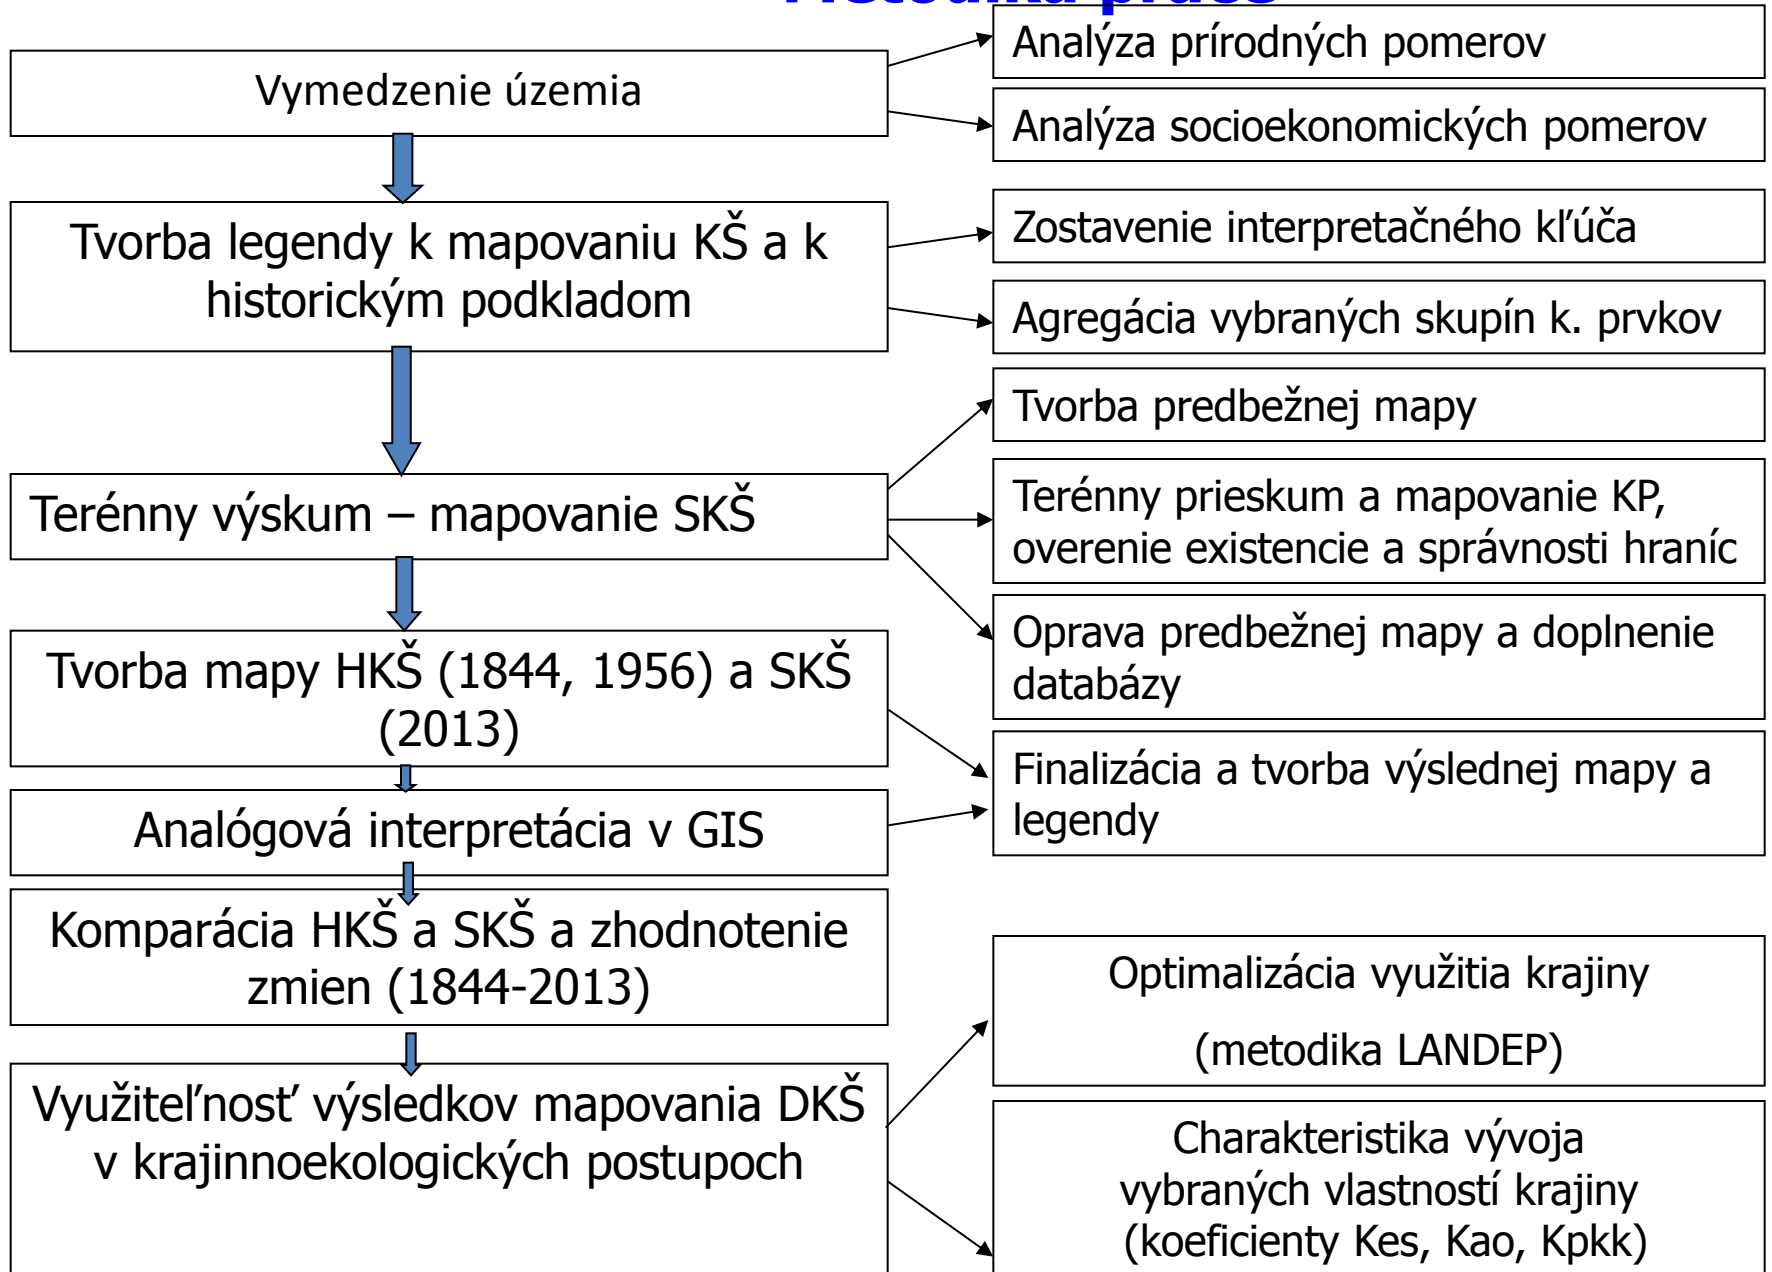 Metodika práce
Vymedzenie územia
Analýza prírodných pomerov
Analýza socioekonomických pomerov
Tvorba legendy k mapovaniu KŠ a k
historickým podkladom
Zostavenie interpretačného kľúča
Agregácia vybraných skupín k. prvkov
Terénny výskum – mapovanie SKŠ
Tvorba predbežnej mapy
Terénny prieskum a mapovanie KP,
overenie existencie a správnosti hraníc
Oprava predbežnej mapy a doplnenie
databázy
Tvorba mapy HKŠ (1844, 1956) a SKŠ
(2013)
Analógová interpretácia v GIS
Finalizácia a tvorba výslednej mapy a
legendy
Komparácia HKŠ a SKŠ a zhodnotenie
zmien (1844-2013)
Využiteľnosť výsledkov mapovania DKŠ
v krajinnoekologických postupoch
Optimalizácia využitia krajiny
(metodika LANDEP)
Charakteristika vývoja
vybraných vlastností krajiny
(koeficienty Kes, Kao, Kpkk)